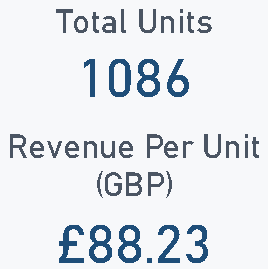 Total Units
1086
Revenue Per Unit
(GBP)
£88.23